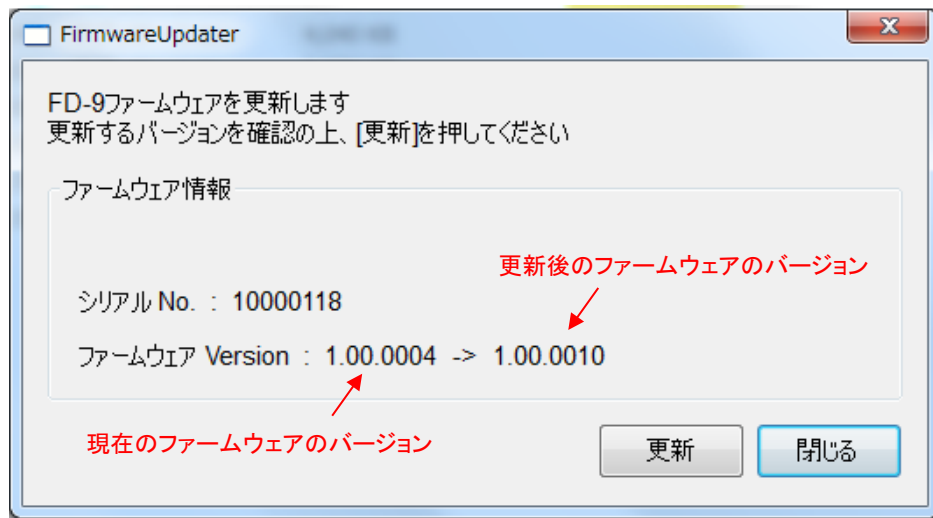 FirmwareUpdater
FD-9ファームウェアを更新します
更新するバージョンを確認の上、[更新]を押してください
ファームウェア情報
更新後のファームウェアのバージョン
シリアル No. : 10000118
ファームウェア Version : 1.00.0004 -> 1.00.0010
現在のファームウェアのバージョン
更新 閉じる